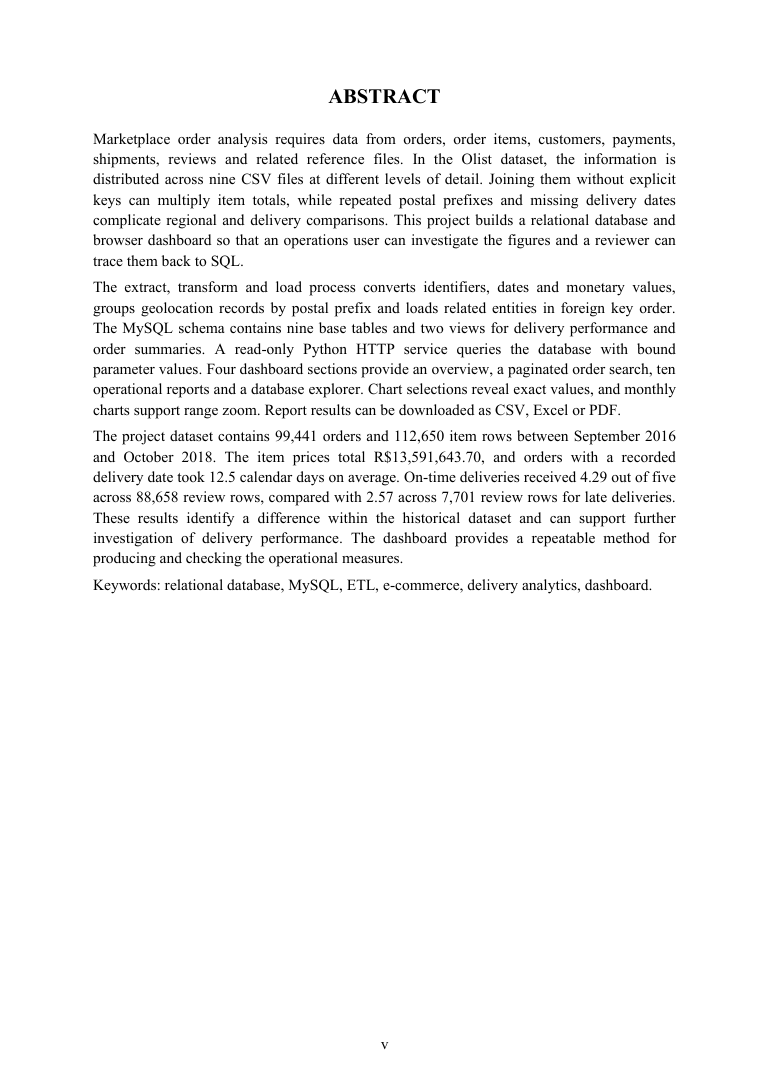 ABSTRACT
Marketplace order analysis requires data from orders, order items, customers, payments,
shipments, reviews and related reference files. In the Olist dataset, the information is
distributed across nine CSV files at different levels of detail. Joining them without explicit
keys can multiply item totals, while repeated postal prefixes and missing delivery dates
complicate regional and delivery comparisons. This project builds a relational database and
browser dashboard so that an operations user can investigate the figures and a reviewer can
trace them back to SQL.
The extract, transform and load process converts identifiers, dates and monetary values,
groups geolocation records by postal prefix and loads related entities in foreign key order.
The MySQL schema contains nine base tables and two views for delivery performance and
order summaries. A read-only Python HTTP service queries the database with bound
parameter values. Four dashboard sections provide an overview, a paginated order search, ten
operational reports and a database explorer. Chart selections reveal exact values, and monthly
charts support range zoom. Report results can be downloaded as CSV, Excel or PDF.
The project dataset contains 99,441 orders and 112,650 item rows between September 2016
and October 2018. The item prices total R$13,591,643.70, and orders with a recorded
delivery date took 12.5 calendar days on average. On-time deliveries received 4.29 out of five
across 88,658 review rows, compared with 2.57 across 7,701 review rows for late deliveries.
These results identify a difference within the historical dataset and can support further
investigation of delivery performance. The dashboard provides a repeatable method for
producing and checking the operational measures.
Keywords: relational database, MySQL, ETL, e-commerce, delivery analytics, dashboard.
v